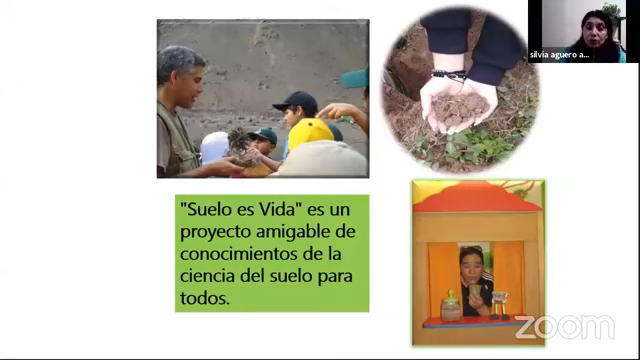 silvia aguero a...
"Suelo es Vida" es un
proyecto amigable de
conocimientos de la
ciencia del suelo para
todos.
zoom